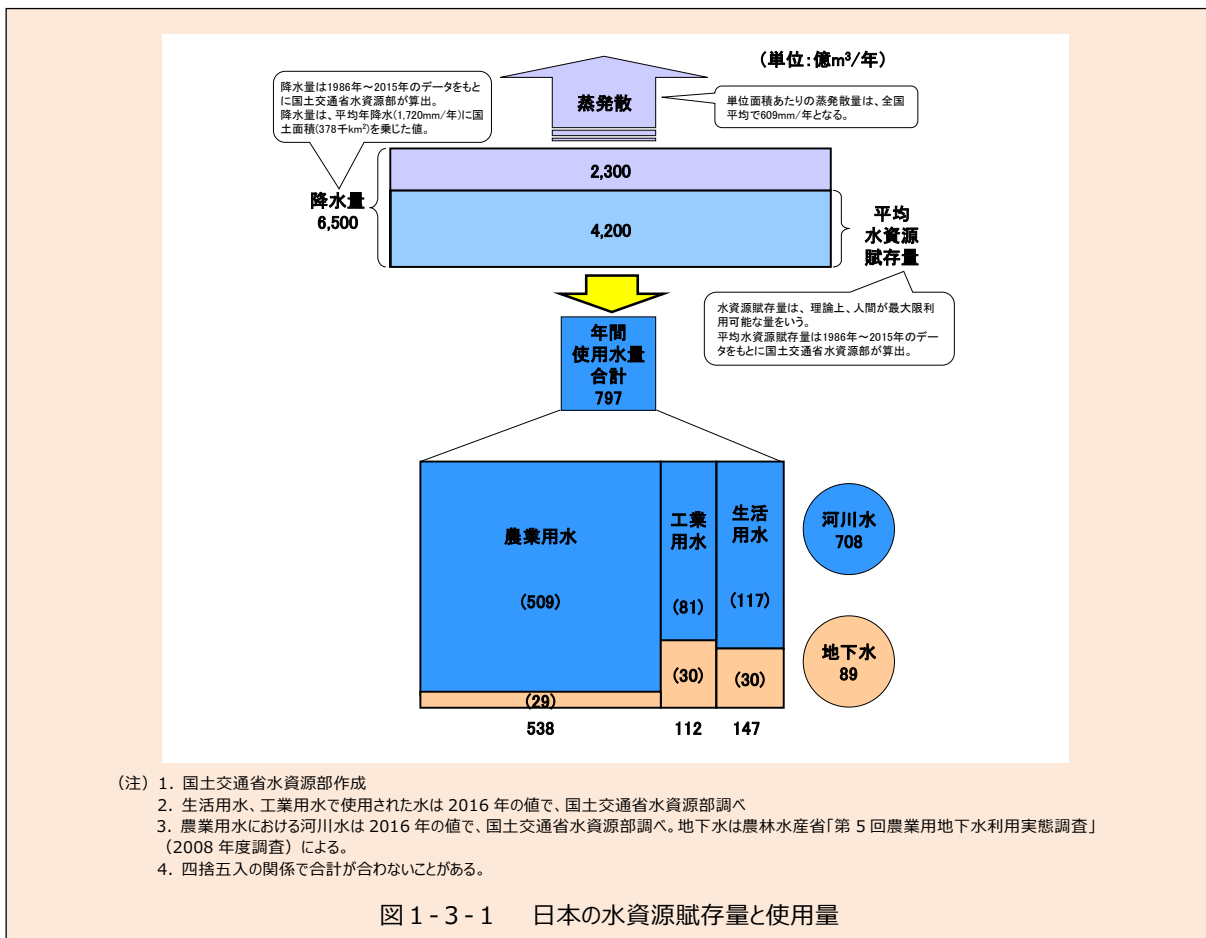 (単位:億m³/年)
降水量は1986年～2015年のデータをもと
に国土交通省水資源部が算出。
降水量は、平均年降水(1,720mm/年)に国
土面積(378千km²)を乗じた値。
蒸発散
単位面積あたりの蒸発散量は、全国
平均で609mm/年となる。
2,300
降水量
6,500
4,200
平均
水資源
賦存量
水資源賦存量は、理論上、人間が最大限利
用可能な量をいう。
平均水資源賦存量は1986年～2015年のデー
タをもとに国土交通省水資源部が算出。
年間
使用水量
合計
797
農業用水
(509)
(29)
538
工業
用水
(81)
(30)
112
生活
用水
(117)
(30)
147
河川水
708
地下水
89
(注) 1. 国土交通省水資源部作成
2. 生活用水、工業用水で使用された水は 2016 年の値で、国土交通省水資源部調べ
3. 農業用水における河川水は 2016 年の値で、国土交通省水資源部調べ。地下水は農林水産省「第 5 回農業用地下水利用実態調査」
(2008 年度調査) による。
4. 四捨五入の関係で合計が合わないことがある。
図 1 - 3 - 1 日本の水資源賦存量と使用量